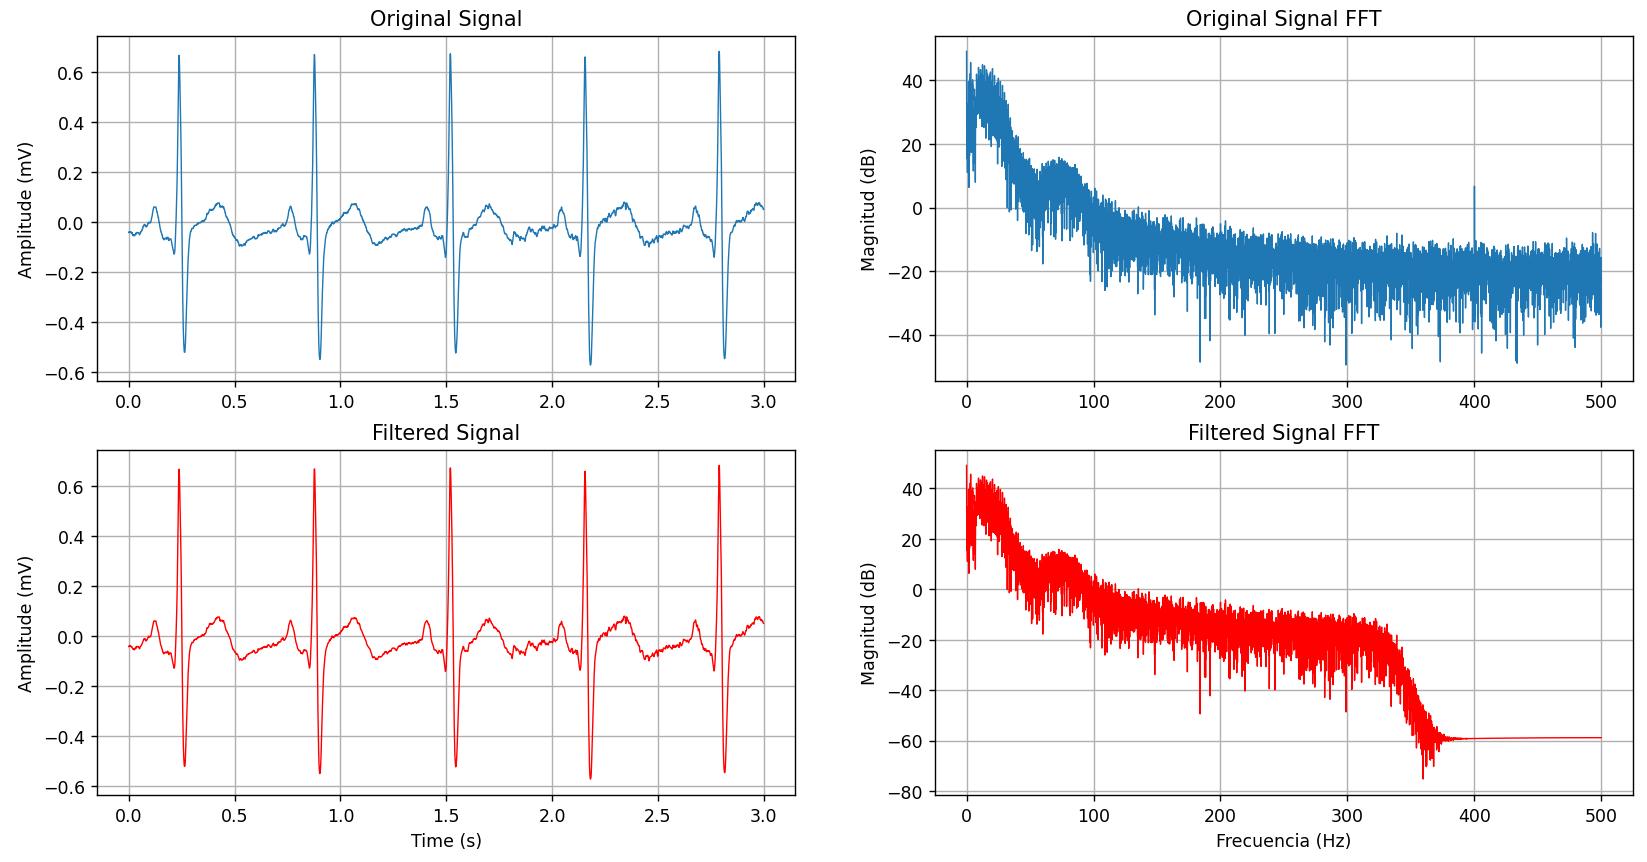 Original Signal
Original Signal FFT
Amplitude (mV)
0.6
0.4
0.2
0.0
−0.2
−0.4
−0.6
0.0 0.5 1.0 1.5 2.0 2.5 3.0
Magnitud (dB)
40
20
0
−20
−40
0 100 200 300 400 500
Filtered Signal
Filtered Signal FFT
Amplitude (mV)
0.6
0.4
0.2
0.0
−0.2
−0.4
−0.6
0.0 0.5 1.0 1.5 2.0 2.5 3.0
Time (s)
Magnitud (dB)
40
20
0
−20
−40
−60
−80
0 100 200 300 400 500
Frecuencia (Hz)